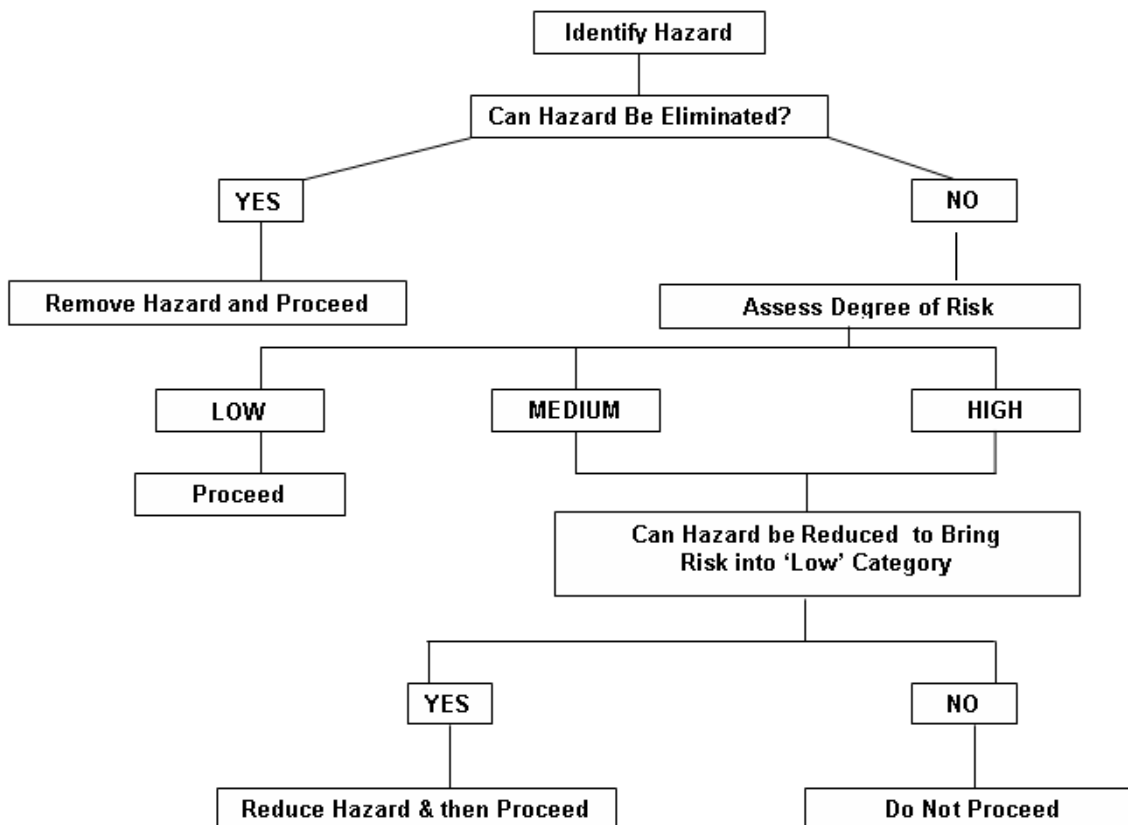 Identify Hazard
Can Hazard Be Eliminated?
YES
NO
Remove Hazard and Proceed
Assess Degree of Risk
LOW
MEDIUM
HIGH
Proceed
Can Hazard be Reduced to Bring
Risk into ‘Low’ Category
YES
NO
Reduce Hazard & then Proceed
Do Not Proceed